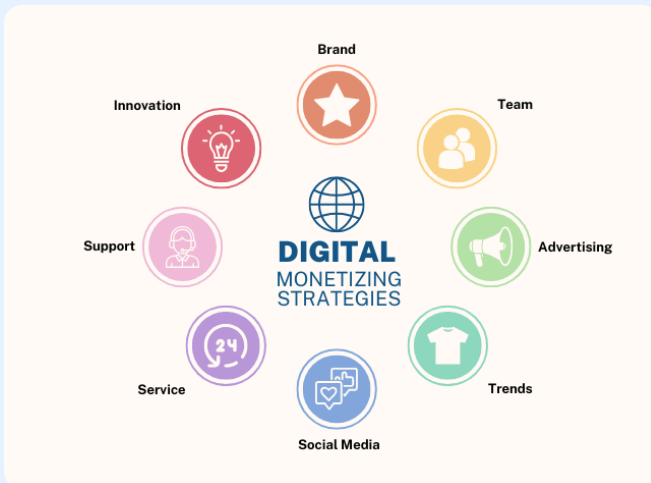 Brand
Innovation
Team
Support
DIGITAL
MONETIZING
STRATEGIES
Advertising
24
Service
Trends
Social Media